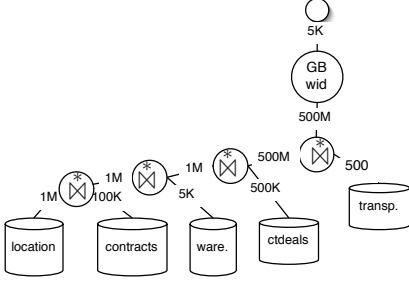 5K
GB
wid
500M
*
500
500M
*
1M
*
1M
*
1M
100K
5K
500K
location
contracts
ware.
ctdeals
transp.